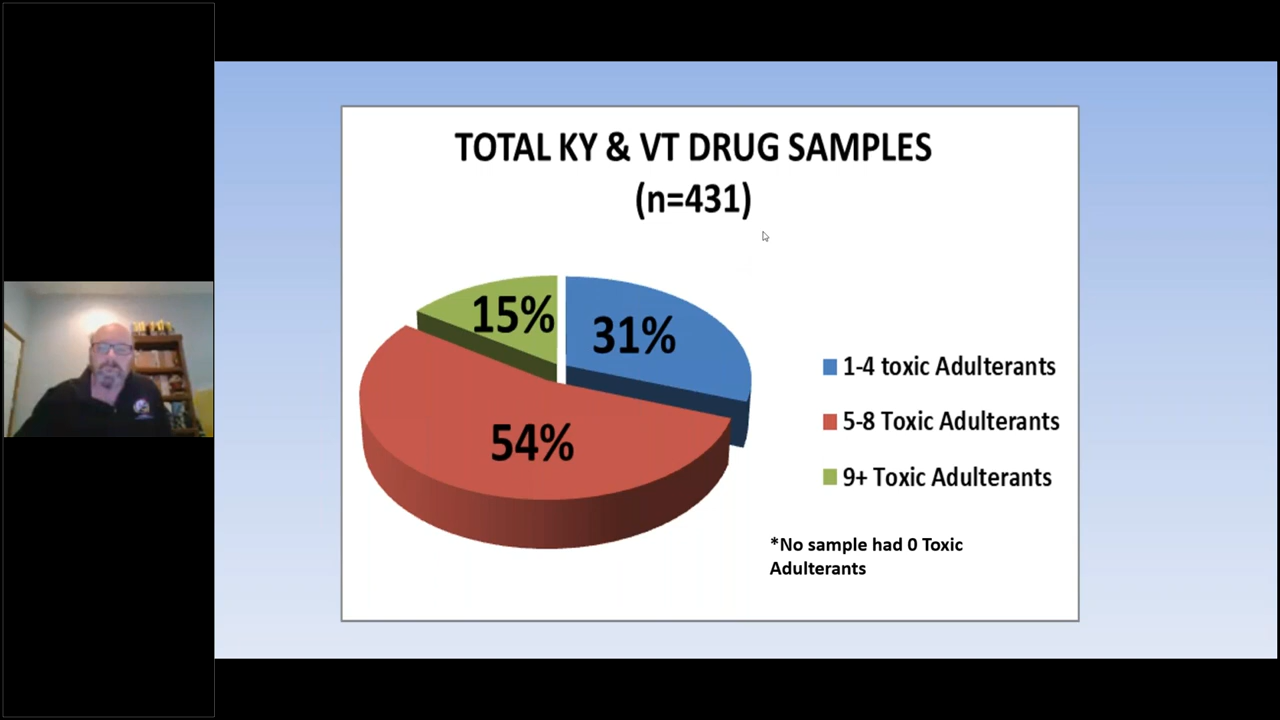 TOTAL KY & VT DRUG SAMPLES
(n=431)
15%
31%
54%
1-4 toxic Adulterants
5-8 Toxic Adulterants
9+ Toxic Adulterants
*No sample had 0 Toxic
Adulterants